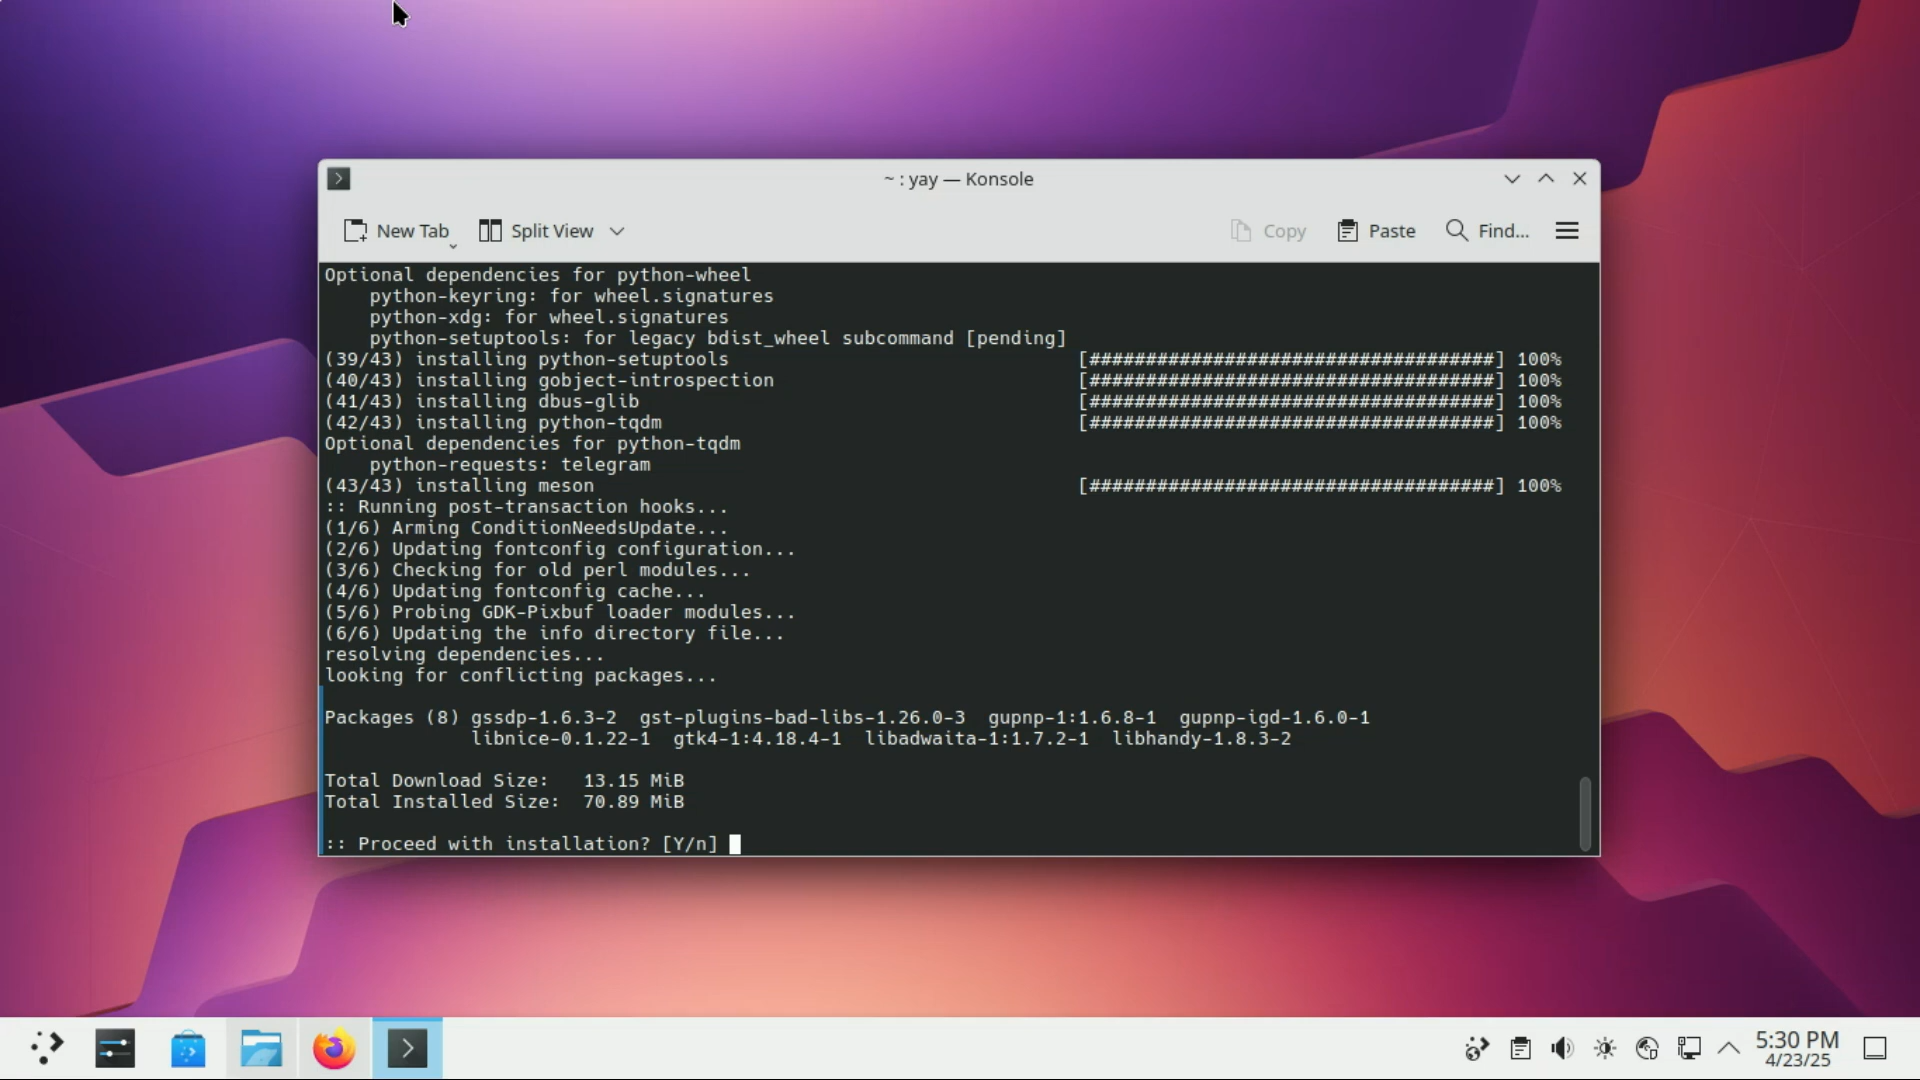 ~ : yay — Konsole
New Tab Split View Copy Paste Find...
Optional dependencies for python-wheel
python-keyring: for wheel.signatures
python-xdg: for wheel.signatures
python-setuptools: for legacy bdist_wheel subcommand [pending]
(39/43) installing python-setuptools [####################################] 100%
(40/43) installing gobject-introspection [####################################] 100%
(41/43) installing dbus-glib [####################################] 100%
(42/43) installing python-tqdm [####################################] 100%
Optional dependencies for python-tqdm
python-requests: telegram
(43/43) installing meson [####################################] 100%
:: Running post-transaction hooks...
(1/6) Arming ConditionNeedsUpdate...
(2/6) Updating fontconfig configuration...
(3/6) Checking for old perl modules...
(4/6) Updating fontconfig cache...
(5/6) Probing GDK-Pixbuf loader modules...
(6/6) Updating the info directory file...
resolving dependencies...
looking for conflicting packages...
Packages (8) gssdp-1.6.3-2 gst-plugins-bad-libs-1.26.0-3 gupnp-1:1.6.8-1 gupnp-igd-1.6.0-1
libnice-0.1.22-1 gtk4-1:4.18.4-1 libadwaita-1:1.7.2-1 libhandy-1.8.3-2
Total Download Size: 13.15 MiB
Total Installed Size: 70.89 MiB
:: Proceed with installation? [Y/n]
5:30 PM
4/23/25